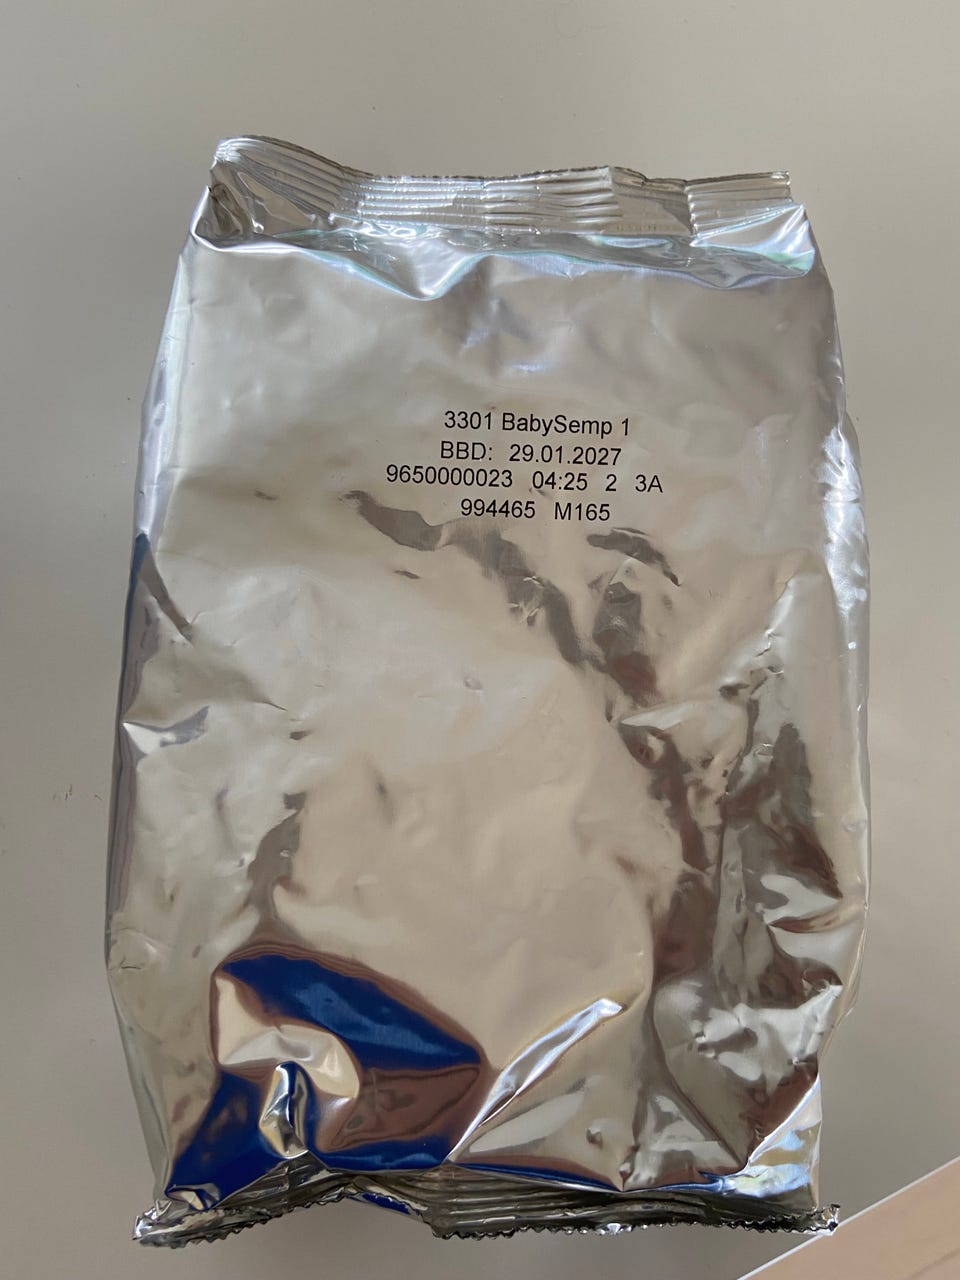 3301 BabySemp 1
BBD: 29.01.2027
9650000023 04:25 2 3A
994465 M165